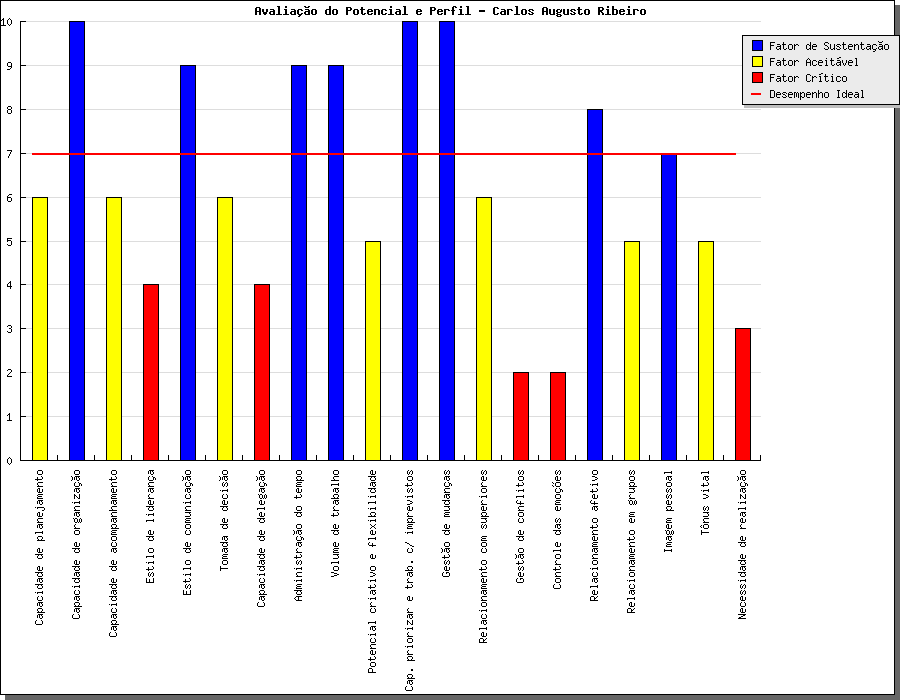 Avaliação do Potencial e Perfil - Carlos Augusto Ribeiro
Fator de Sustentação
Fator Aceitável
Fator Crítico
Desempenho Ideal
10
9
8
7
6
5
4
3
2
1
0
Capacidade de planejamento
Capacidade de organização
Capacidade de acompanhamento
Estilo de liderança
Estilo de comunicação
Tomada de decisão
Capacidade de delegação
Administração do tempo
Volume de trabalho
Potencial criativo e flexibilidade
Cap. priorizar e trab. c/ imprevistos
Gestão de mudanças
Relacionamento com superiores
Gestão de conflitos
Controle das emoções
Relacionamento afetivo
Relacionamento em grupos
Imagem pessoal
Tônus vital
Necessidade de realização